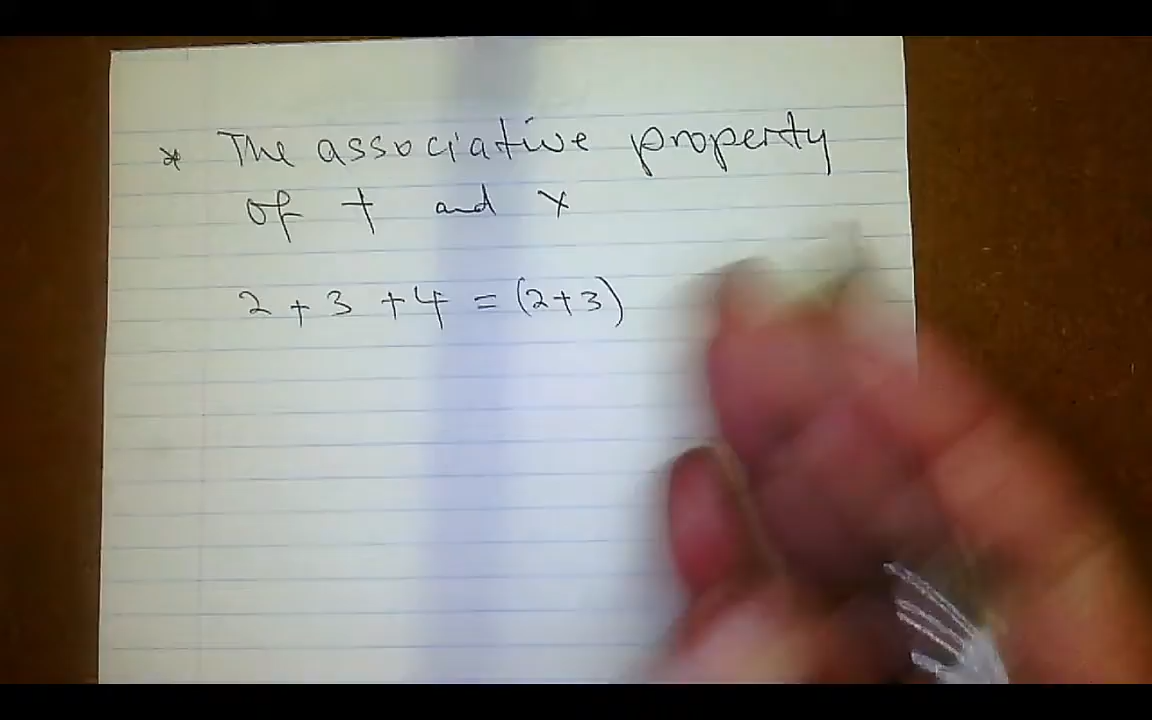 * The associative property
of + and ×
2 + 3 + 4 = (2+3)